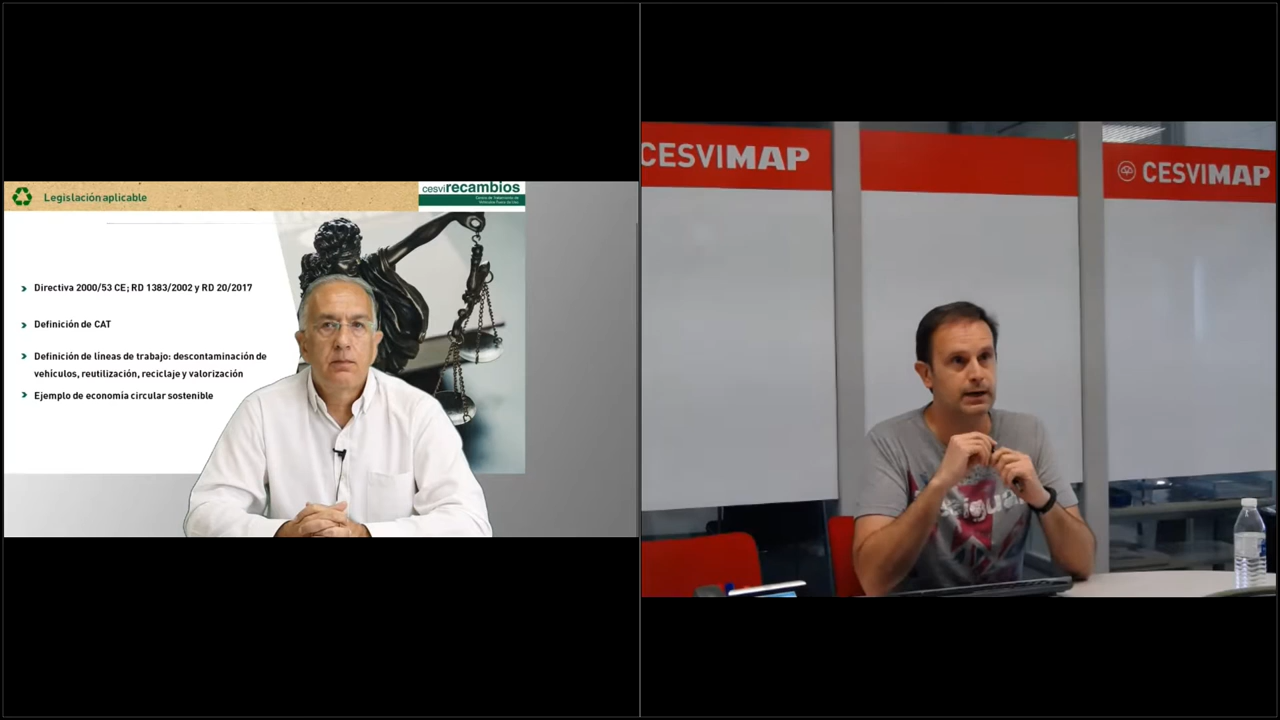 Legislación aplicable
cesvirecambios
Directiva 2000/53 CE; RD 1383/2002 y RD 20/2017
Definición de CAT
Definición de líneas de trabajo: descontaminación de
vehículos, reutilización, reciclaje y valorización
Ejemplo de economía circular sostenible
CESVIMAP
CESVIMAP